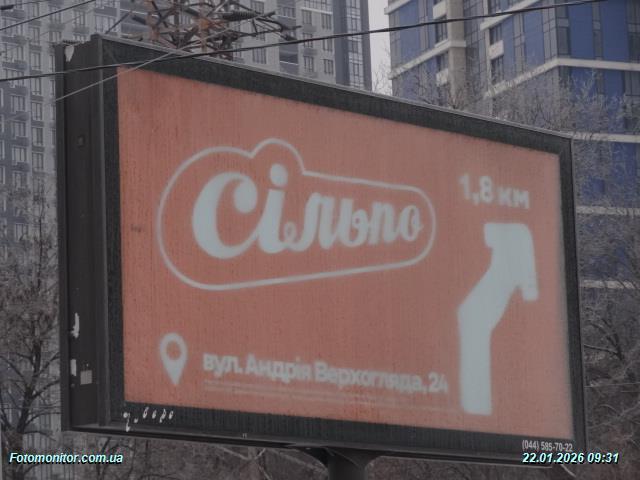 сільпо
1,8 км
вул. Андрія Верхогляда, 24
(044) 585-70-22
Fotomonitor.com.ua
22.01.2026 09:31